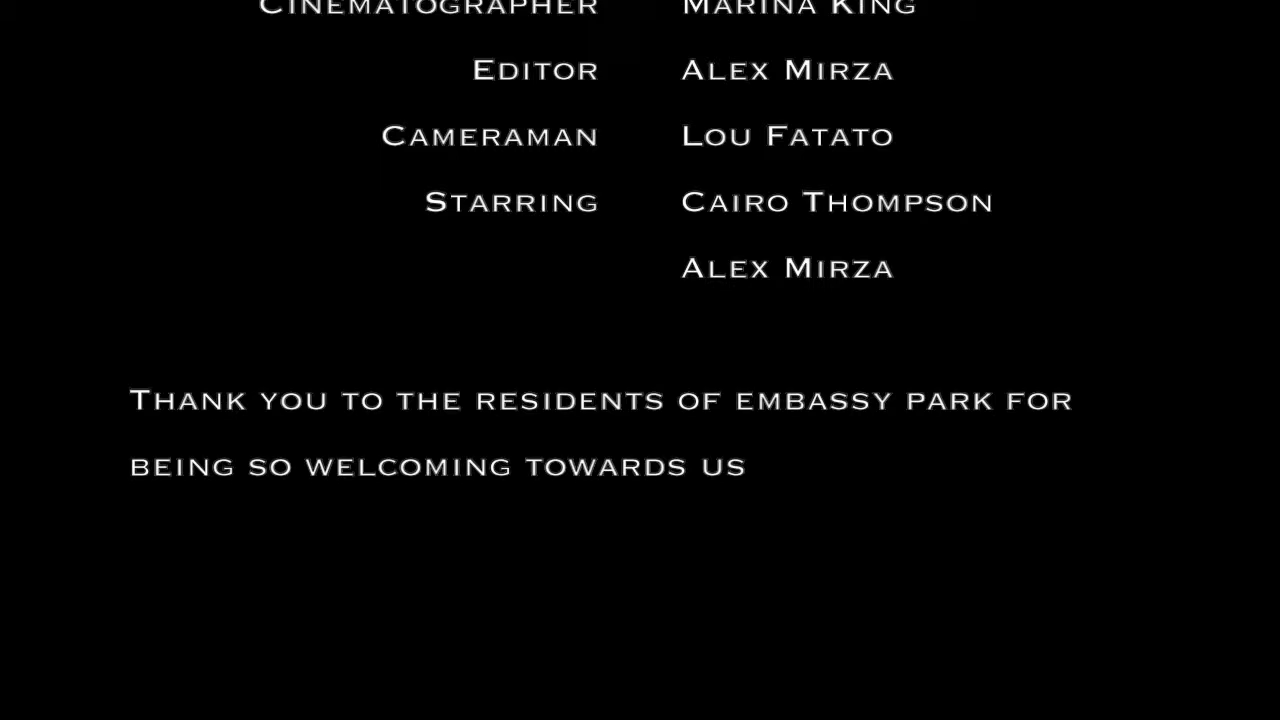 Cinematographer Marina King
Editor Alex Mirza
Cameraman Lou Fatato
Starring Cairo Thompson
Alex Mirza
Thank you to the residents of embassy park for
being so welcoming towards us